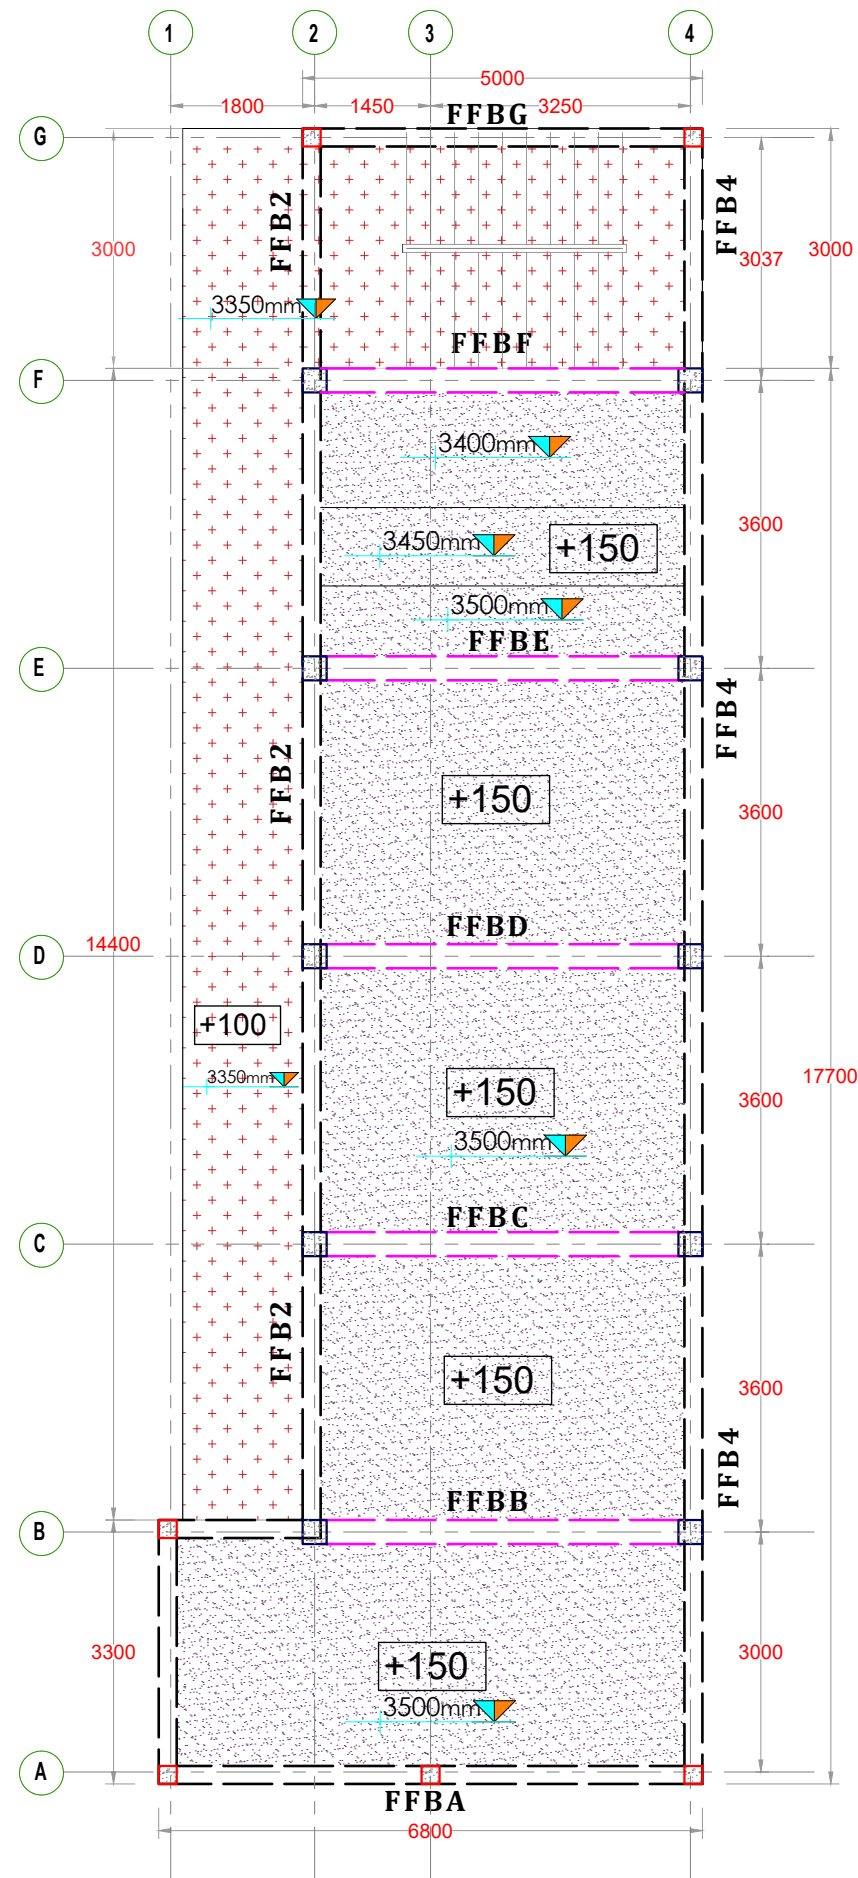 1
2
3
4
5000
1800
1450
3250
FFBG
G
FFB2
FFB4
3000
3037
3000
3350mm
FFBF
F
3400mm
3450mm
+150
3600
3500mm
FFBE
E
FFB4
FFB2
+150
3600
FFBD
14400
D
+100
3350mm
+150
3500mm
3600
17700
FFBC
C
FFB2
+150
3600
FFB4
FFBB
B
3300
+150
3500mm
3000
A
FFBA
6800